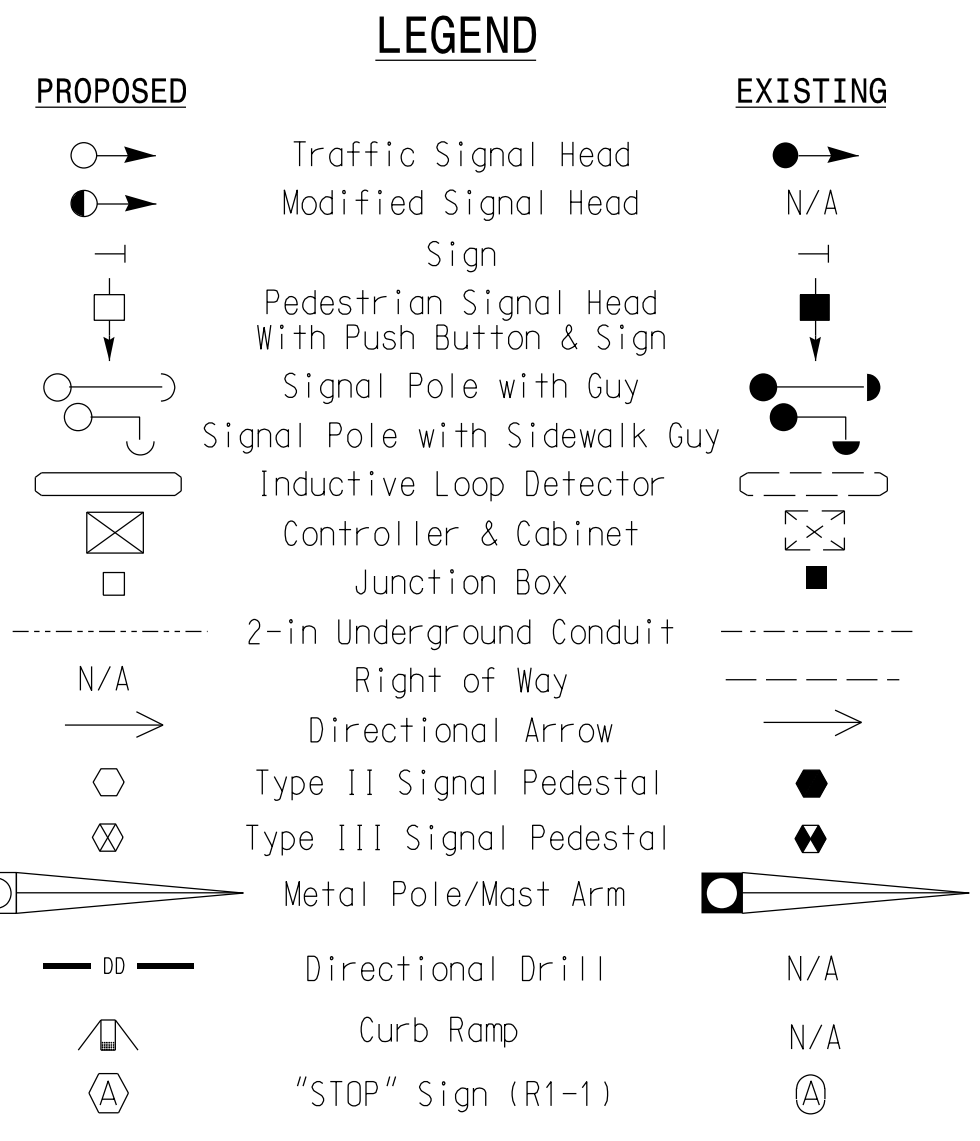 LEGEND
PROPOSED EXISTING
Traffic Signal Head
Modified Signal Head N/A
Sign
Pedestrian Signal Head
With Push Button & Sign
Signal Pole with Guy
Signal Pole with Sidewalk Guy
Inductive Loop Detector
Controller & Cabinet
Junction Box
2-in Underground Conduit
N/A Right of Way
Directional Arrow
Type II Signal Pedestal
Type III Signal Pedestal
Metal Pole/Mast Arm
DD Directional Drill N/A
Curb Ramp N/A
A "STOP" Sign (R1-1) A